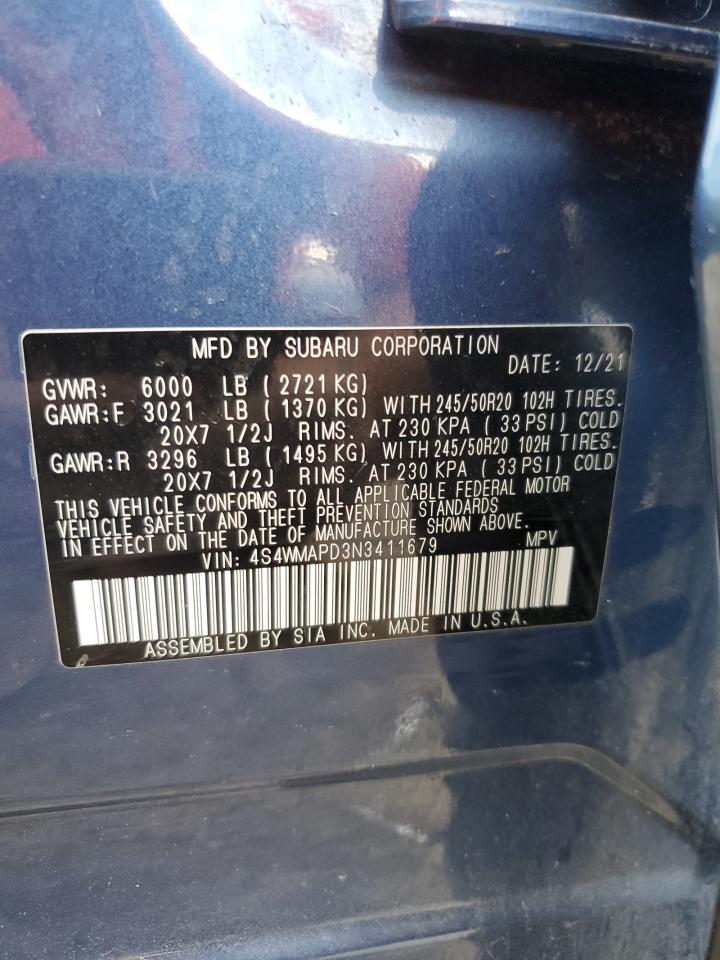 MFD BY SUBARU CORPORATION
DATE: 12/21
GVWR: 6000 LB ( 2721 KG)
GAWR:F 3021 LB ( 1370 KG) WITH 245/50R20 102H TIRES.
20X7 1/2J RIMS. AT 230 KPA ( 33 PSI) COLD
GAWR:R 3296 LB ( 1495 KG) WITH 245/50R20 102H TIRES.
20X7 1/2J RIMS. AT 230 KPA ( 33 PSI) COLD
THIS VEHICLE CONFORMS TO ALL APPLICABLE FEDERAL MOTOR
VEHICLE SAFETY AND THEFT PREVENTION STANDARDS
IN EFFECT ON THE DATE OF MANUFACTURE SHOWN ABOVE.
VIN: 4S4WMAPD3N3411679 MPV
ASSEMBLED BY SIA INC. MADE IN U.S.A.